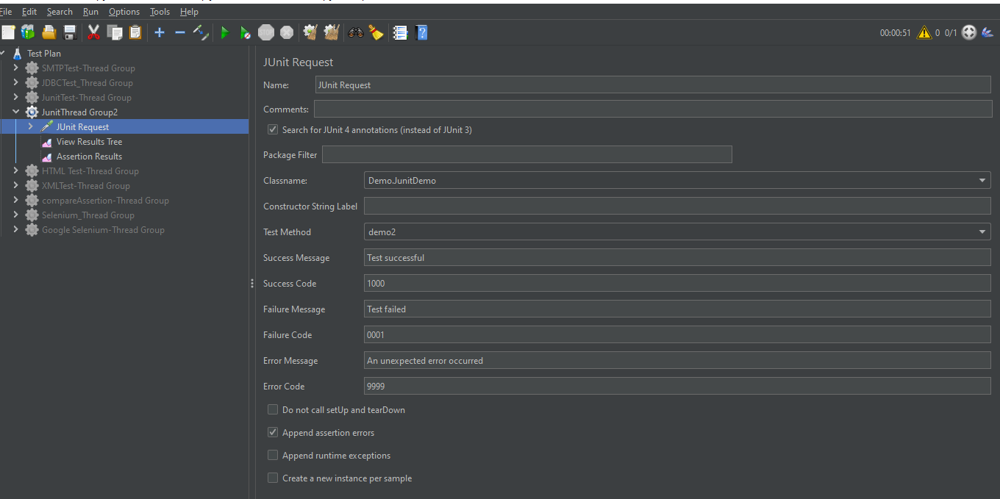 File Edit Search Run Options Tools Help
STOP
00:00:51 0 0/1
Test Plan
SMTPTest-Thread Group
JDBCTest_Thread Group
JunitTest-Thread Group
JunitThread Group2
JUnit Request
View Results Tree
Assertion Results
HTML Test-Thread Group
XMLTest-Thread Group
compareAssertion-Thread Group
Selenium_Thread Group
Google Selenium-Thread Group
JUnit Request
Name: JUnit Request
Comments:
Search for JUnit 4 annotations (instead of JUnit 3)
Package Filter
Classname: Demo.JunitDemo
Constructor String Label
Test Method demo2
Success Message Test successful
Success Code 1000
Failure Message Test failed
Failure Code 0001
Error Message An unexpected error occurred
Error Code 9999
Do not call setUp and tearDown
Append assertion errors
Append runtime exceptions
Create a new instance per sample